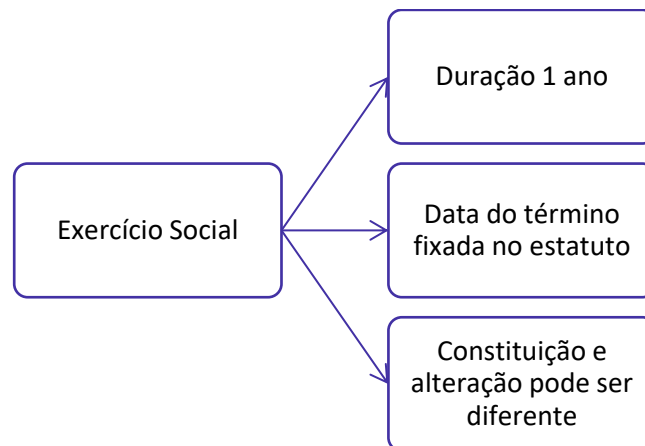 Duração 1 ano
Exercício Social
Data do término
fixada no estatuto
Constituição e
alteração pode ser
diferente